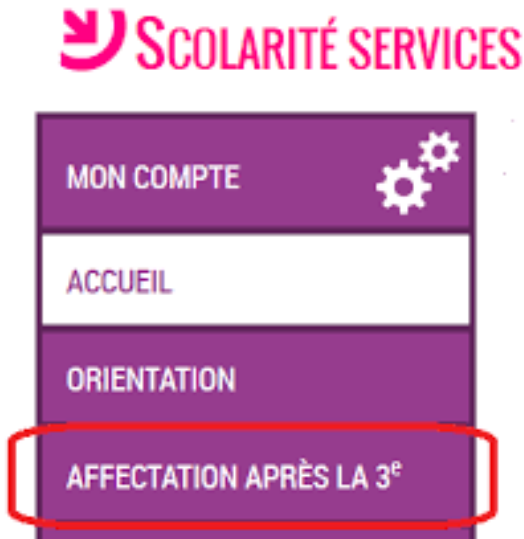 SCOLARITÉ SERVICES
MON COMPTE
ACCUEIL
ORIENTATION
AFFECTATION APRÈS LA 3e